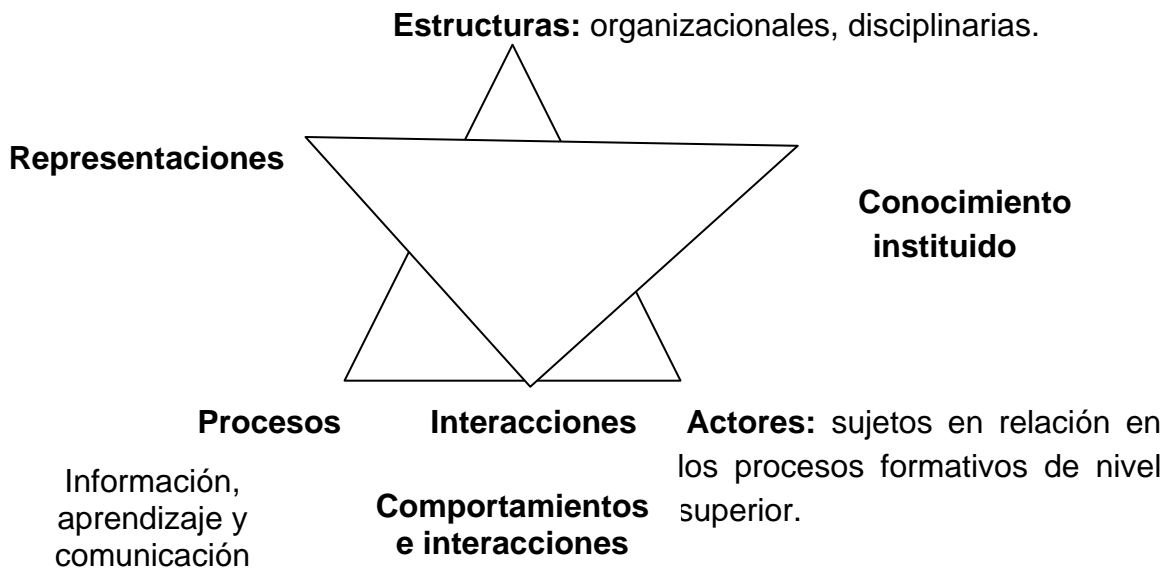 Estructuras: organizacionales, disciplinarias.
Representaciones
Conocimiento
instituido
Procesos
Interacciones
Actores: sujetos en relación en
los procesos formativos de nivel
superior.
Información,
aprendizaje y
comunicación
Comportamientos
e interacciones